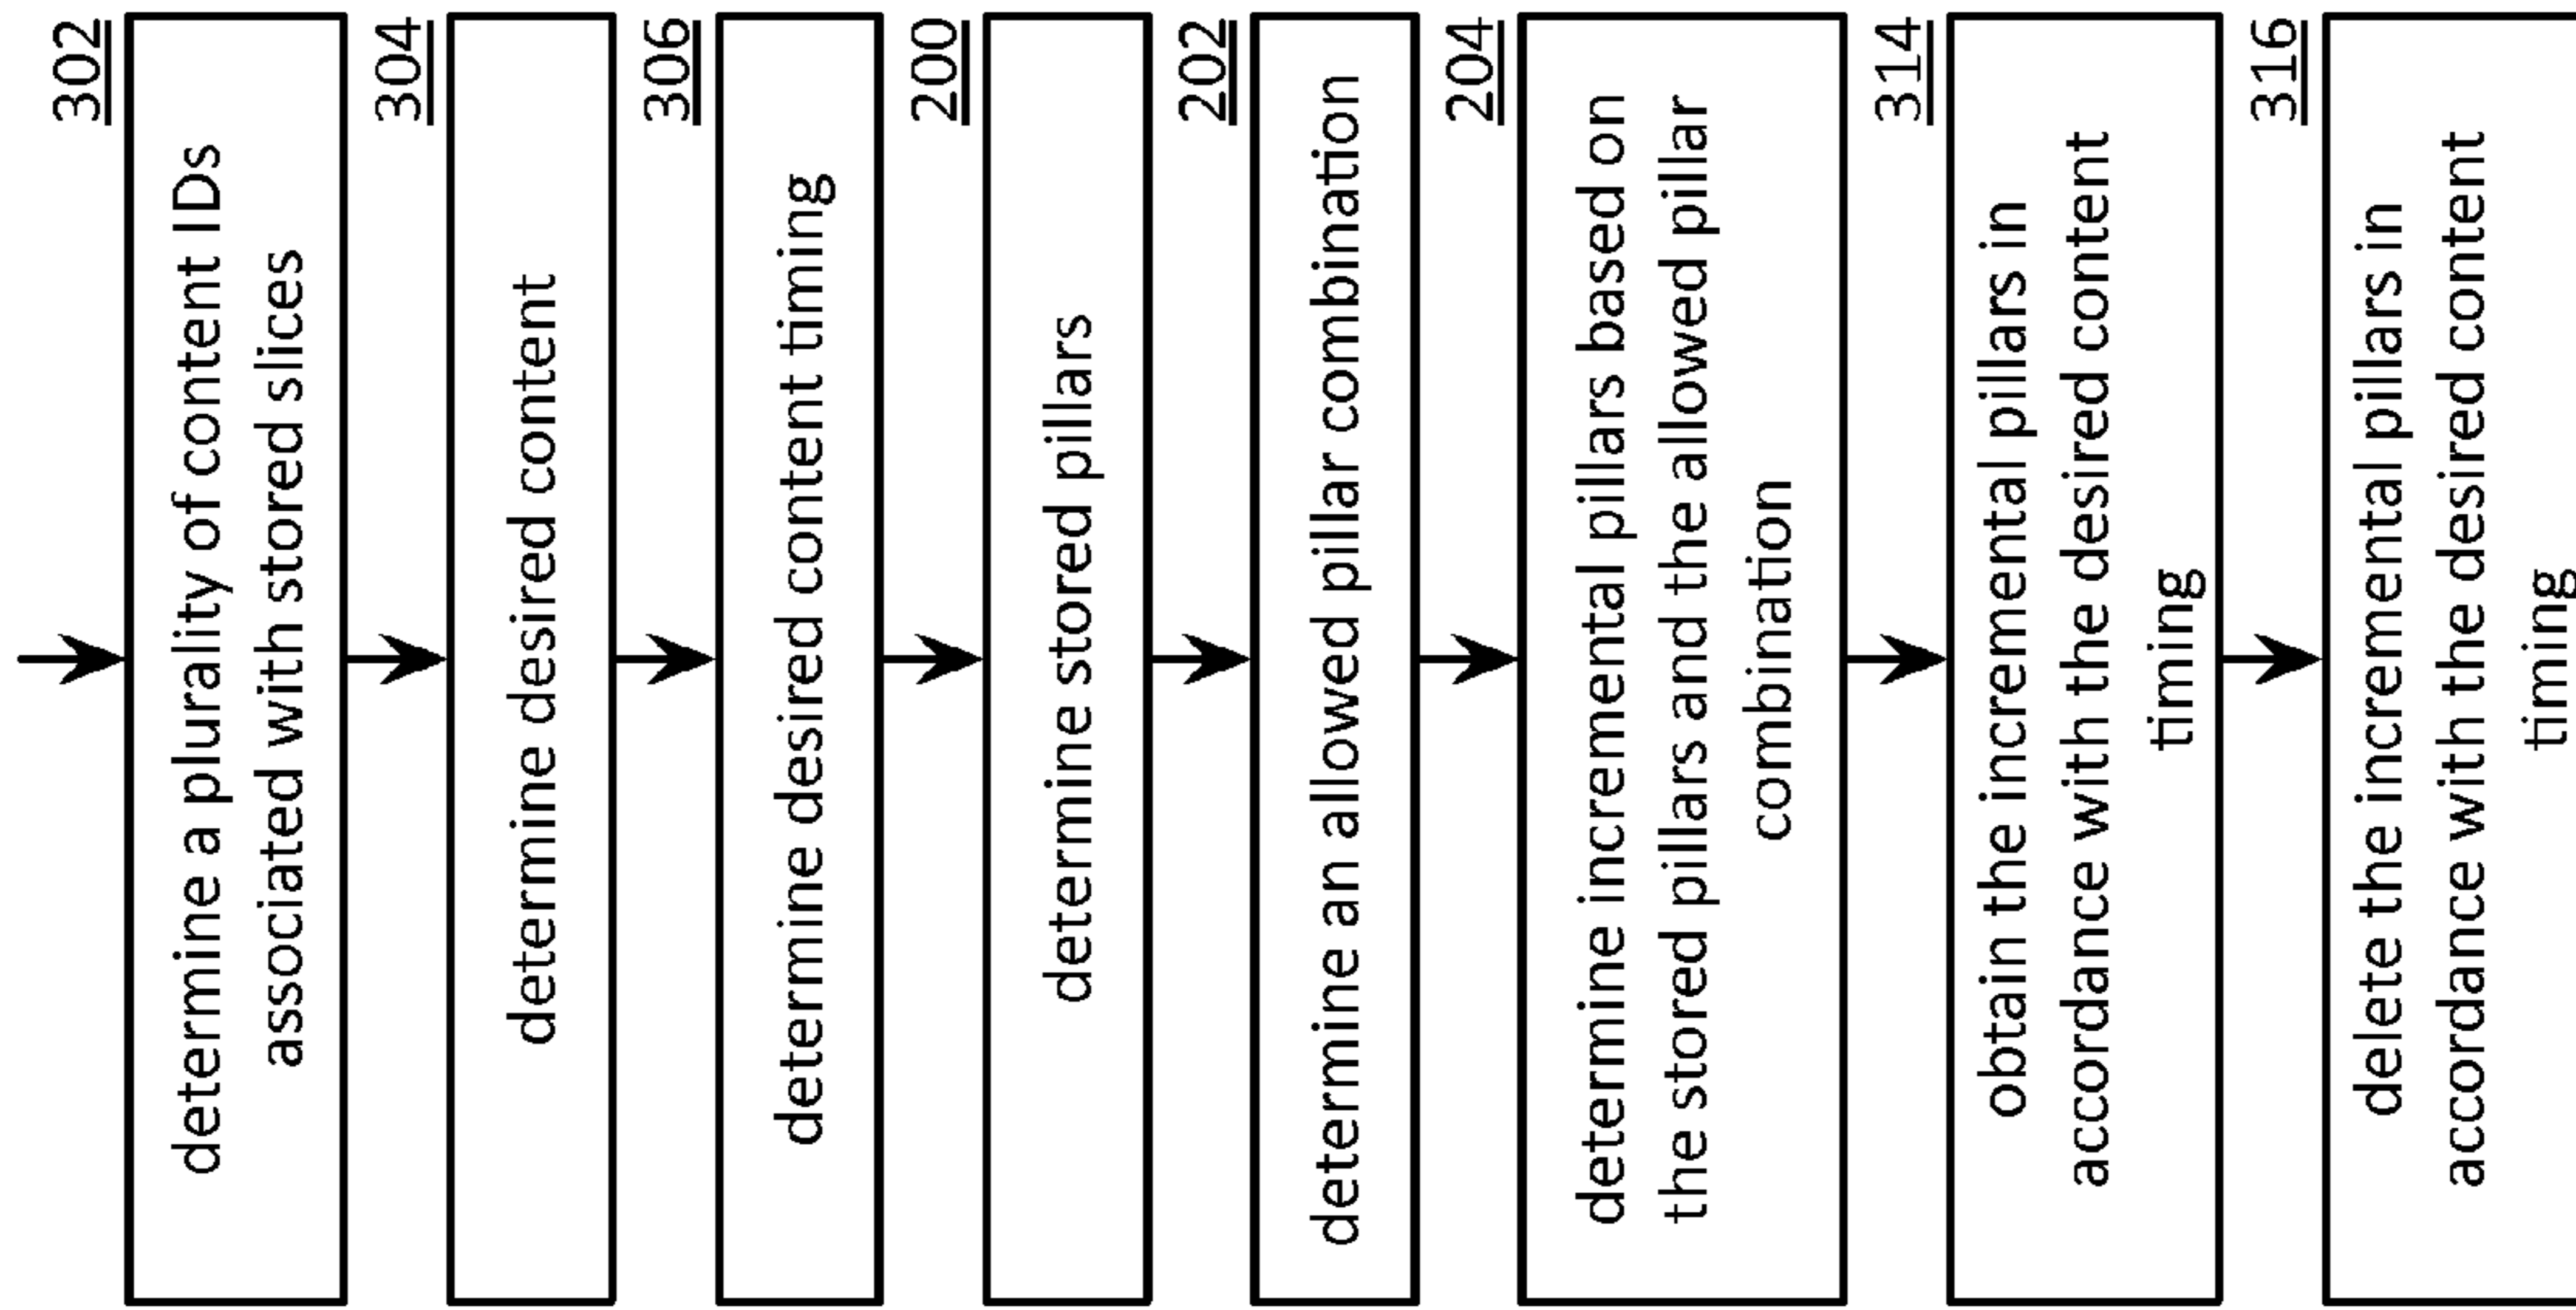 302
determine a plurality of content IDs
associated with stored slices
304
determine desired content
306
determine desired content timing
200
determine stored pillars
202
determine an allowed pillar combination
204
determine incremental pillars based on
the stored pillars and the allowed pillar
combination
314
obtain the incremental pillars in
accordance with the desired content
timing
316
delete the incremental pillars in
accordance with the desired content
timing